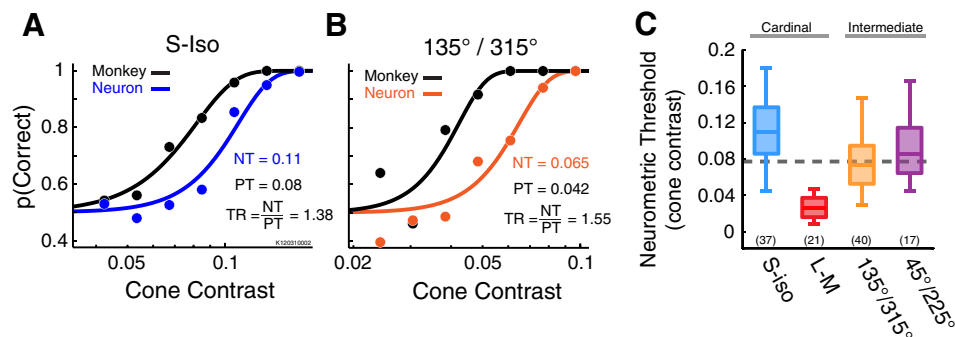 A
S-Iso
Monkey
Neuron
p(Correct)
1
0.8
0.6
0.4
NT = 0.11
PT = 0.08
TR = NT/PT = 1.38
K120310002
0.05
0.1
Cone Contrast
B
135° / 315°
Monkey
Neuron
NT = 0.065
PT = 0.042
TR = NT/PT = 1.55
0.02
0.05
0.1
Cone Contrast
C
Cardinal
Intermediate
Neurometric Threshold
(cone contrast)
0.2
0.16
0.12
0.08
0.04
0
(37)
(21)
(40)
(17)
S-iso
L-M
135°/315°
45°/225°